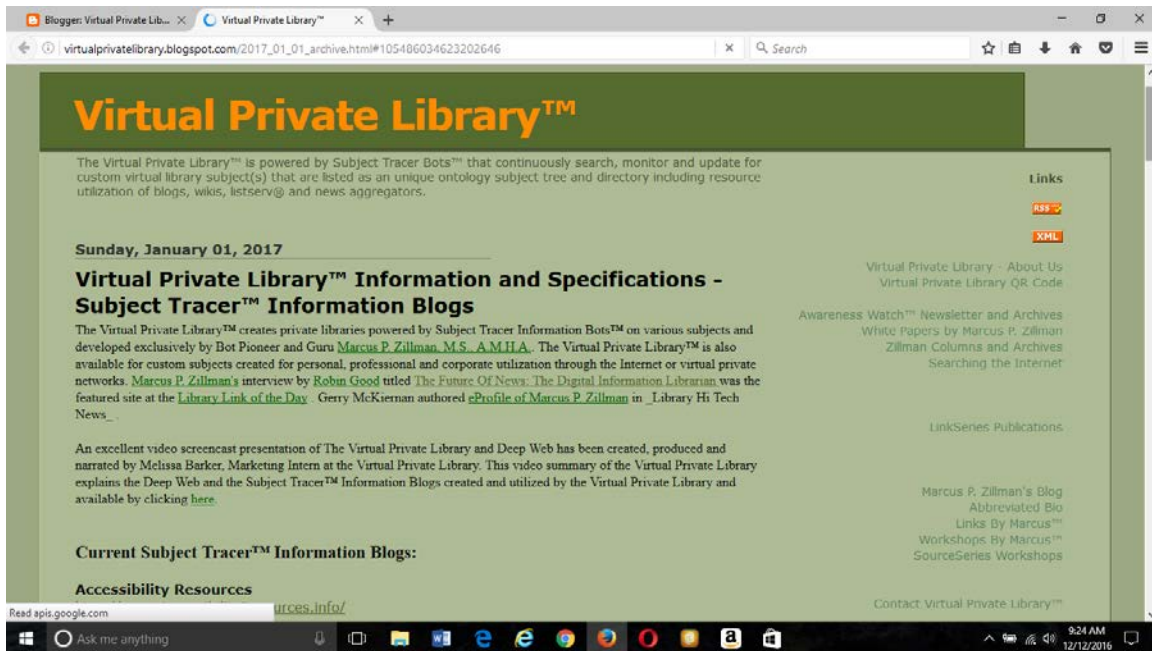 Blogger: Virtual Private Lib...
Virtual Private Library™
virtualprivatelibrary.blogspot.com/2017_01_01_archive.html#105486034623202646
Search
Virtual Private Library™
The Virtual Private Library™ is powered by Subject Tracer Bots™ that continuously search, monitor and update for
custom virtual library subject(s) that are listed as an unique ontology subject tree and directory including resource
utilization of blogs, wikis, listserv@ and news aggregators.
Sunday, January 01, 2017
Virtual Private Library™ Information and Specifications -
Subject Tracer™ Information Blogs
The Virtual Private Library™ creates private libraries powered by Subject Tracer Information Bots™ on various subjects and
developed exclusively by Bot Pioneer and Guru Marcus P. Zillman, M.S., A.M.H.A.. The Virtual Private Library™ is also
available for custom subjects created for personal, professional and corporate utilization through the Internet or virtual private
networks. Marcus P. Zillman's interview by Robin Good titled The Future Of News: The Digital Information Librarian was the
featured site at the Library Link of the Day . Gerry McKiernan authored eProfile of Marcus P. Zillman in _Library Hi Tech
News_ .
An excellent video screencast presentation of The Virtual Private Library and Deep Web has been created, produced and
narrated by Melissa Barker, Marketing Intern at the Virtual Private Library. This video summary of the Virtual Private Library
explains the Deep Web and the Subject Tracer™ Information Blogs created and utilized by the Virtual Private Library and
available by clicking here.
Current Subject Tracer™ Information Blogs:
Accessibility Resources
urces.info/
Links
RSS
XML
Virtual Private Library - About Us
Virtual Private Library QR Code
Awareness Watch™ Newsletter and Archives
White Papers by Marcus P. Zillman
Zillman Columns and Archives
Searching the Internet
LinkSeries Publications
Marcus P. Zillman's Blog
Abbreviated Bio
Links By Marcus™
Workshops By Marcus™
SourceSeries Workshops
Contact Virtual Private Library™
Read apis.google.com
Ask me anything
9:24 AM
12/12/2016